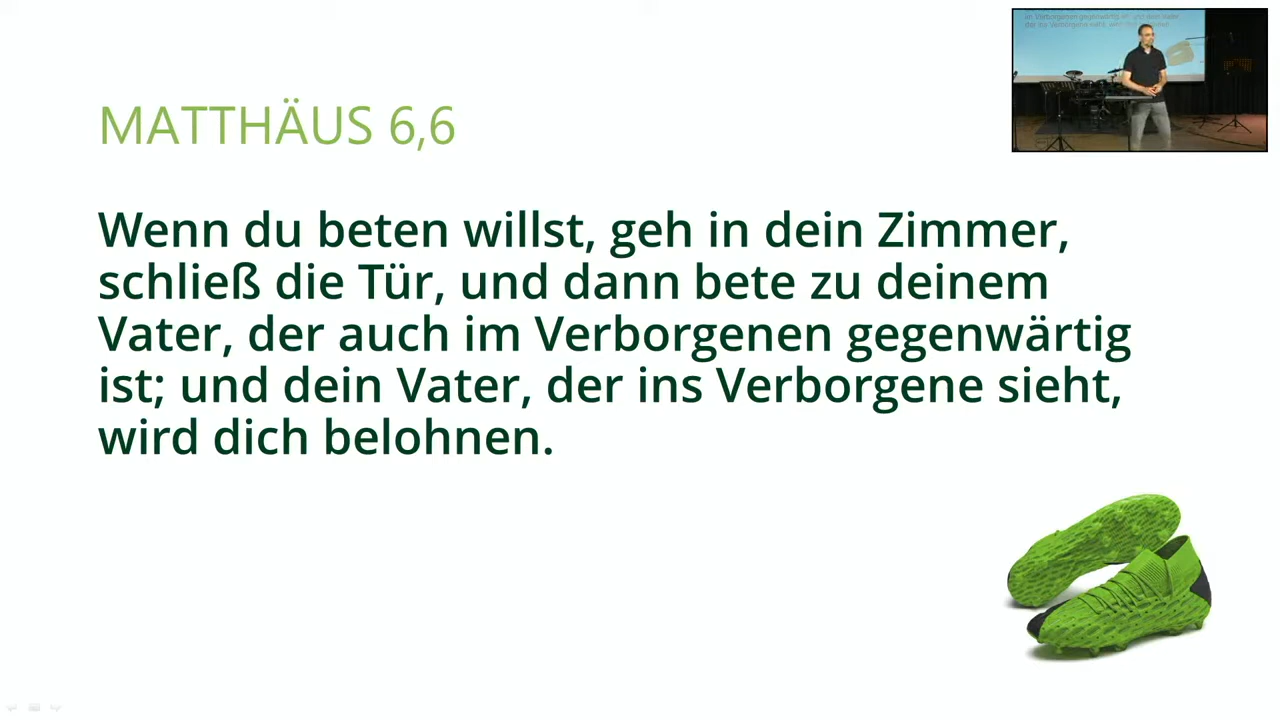 MATTHÄUS 6,6
Wenn du beten willst, geh in dein Zimmer,
schließ die Tür, und dann bete zu deinem
Vater, der auch im Verborgenen gegenwärtig
ist; und dein Vater, der ins Verborgene sieht,
wird dich belohnen.